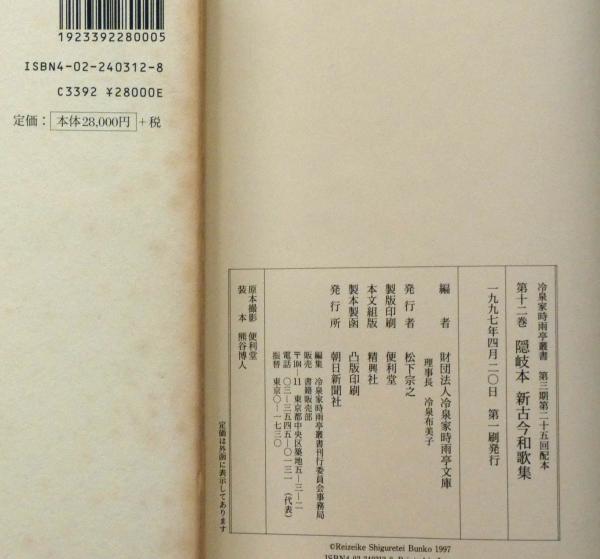 1923392280005
ISBN4-02-240312-8
C3392 ¥28000E
定価：本体28,000円＋税
冷泉家時雨亭叢書　第三期第二十五回配本
第十二巻　隠岐本 新古今和歌集
一九九七年四月二〇日　第一刷発行
編　者　財団法人冷泉家時雨亭文庫
理事長　冷泉布美子
発行者　松下宗之
製版印刷　便利堂
本文組版　精興社
製本製函　凸版印刷
発行所　朝日新聞社
編集　冷泉家時雨亭叢書刊行委員会事務局
販売　書籍販売部
〒104―11　東京都中央区築地五―三―二
電話　〇三―三五四五―〇一三一　（代表）
振替　東京〇―一七三〇
原本撮影　便利堂
装　本　熊谷博人
定価は外函に表示してあります
©Reizeike Shiguretei Bunko 1997